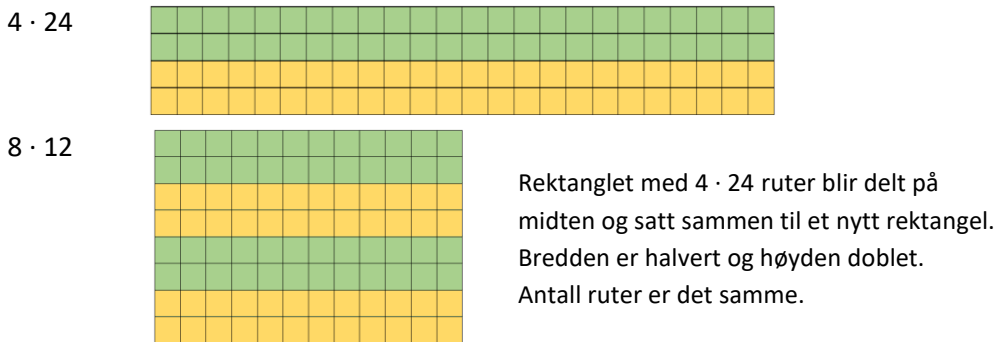 4 · 24
8 · 12
Rektanglet med 4 · 24 ruter blir delt på
midten og satt sammen til et nytt rektangel.
Bredden er halvert og høyden doblet.
Antall ruter er det samme.